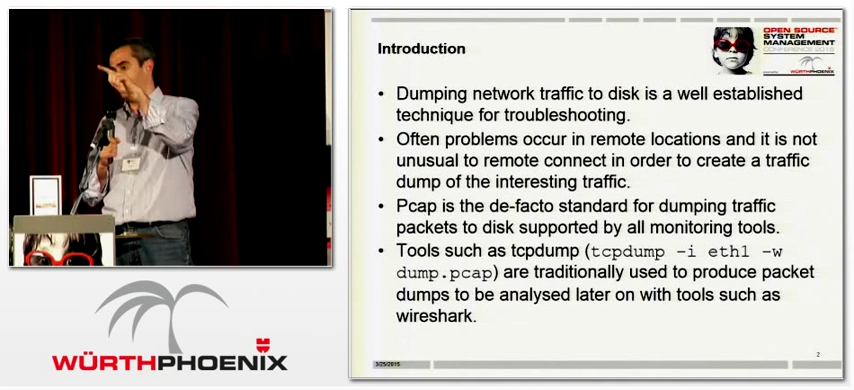 Introduction
OPEN SOURCE
SYSTEM
MANAGEMENT
CONFERENCE 2015
WÜRTHPHOENIX
• Dumping network traffic to disk is a well established
technique for troubleshooting.
• Often problems occur in remote locations and it is not
unusual to remote connect in order to create a traffic
dump of the interesting traffic.
• Pcap is the de-facto standard for dumping traffic
packets to disk supported by all monitoring tools.
• Tools such as tcpdump (tcpdump -i eth1 -w
dump.pcap) are traditionally used to produce packet
dumps to be analysed later on with tools such as
wireshark.
3/25/2015
2
WÜRTHPHOENIX